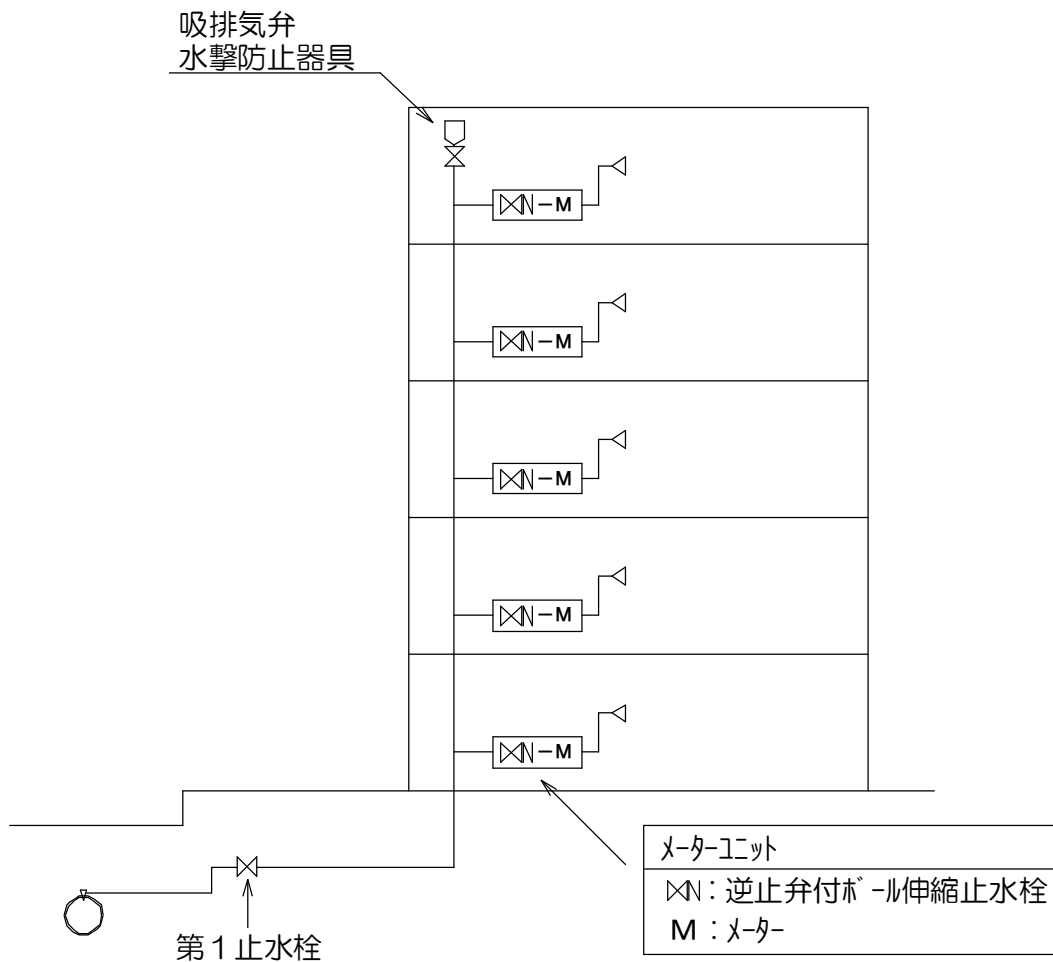 吸排気弁
水撃防止器具
N-M
N-M
N-M
N-M
N-M
メーターユニット
N:逆止弁付ボール伸縮止水栓
M:メーター
第1止水栓